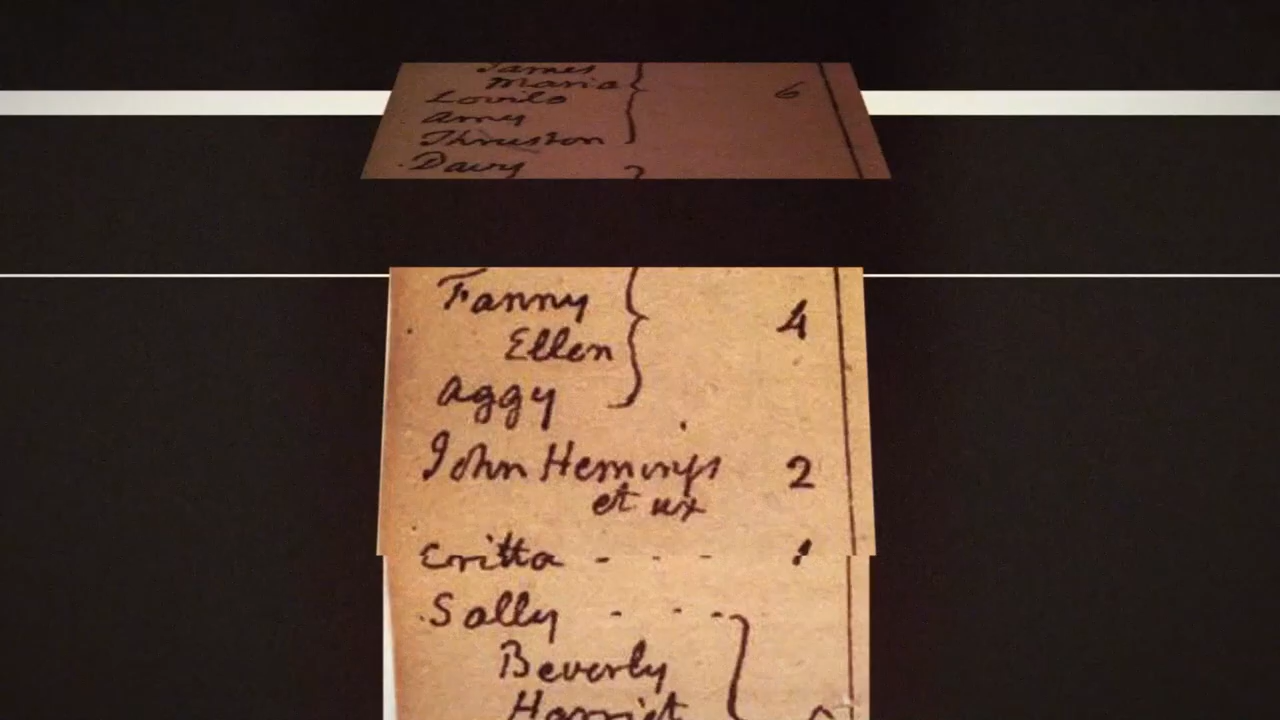 James
Maria
Lovilo
Amy
Thruston 6
Davy
Fanny
Ellen 4
Aggy
John Hemings 2
et ux
Critta - - - 1
Sally - - -
Beverly
Harriet